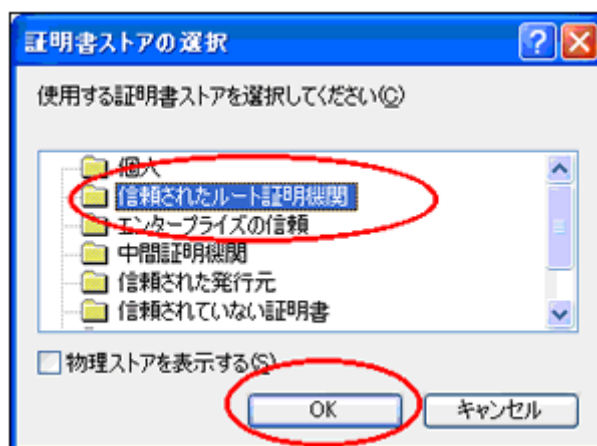 証明書ストアの選択
使用する証明書ストアを選択してください(C)
個人
信頼されたルート証明機関
エンタープライズの信頼
中間証明機関
信頼された発行元
信頼されていない証明書
物理ストアを表示する(S)
OK キャンセル